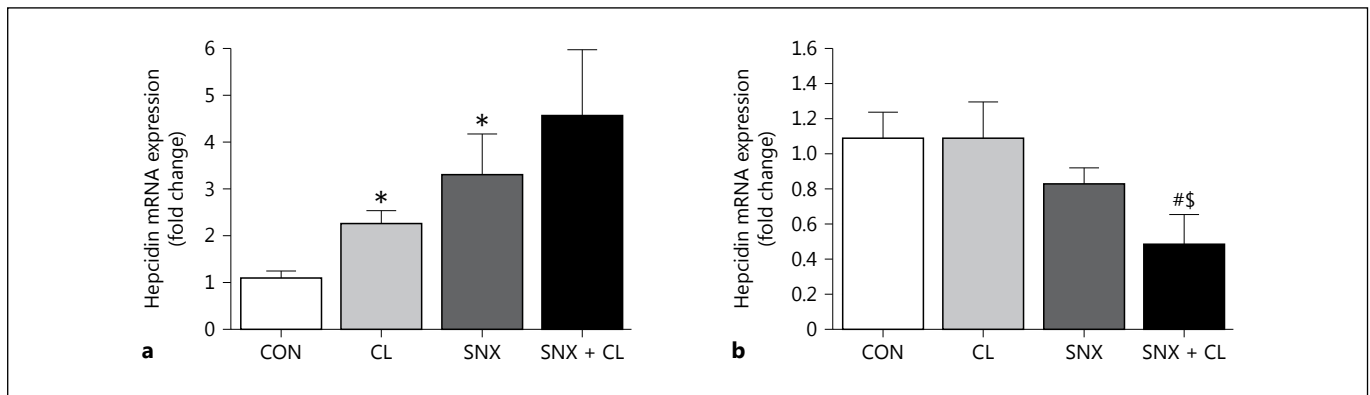 Hepcidin mRNA expression
(fold change)
6
5
4
3
2
1
0
*
*
CON
CL
SNX
SNX + CL
a
Hepcidin mRNA expression
(fold change)
1.6
1.4
1.2
1.0
0.8
0.6
0.4
0.2
0
#$
CON
CL
SNX
SNX + CL
b